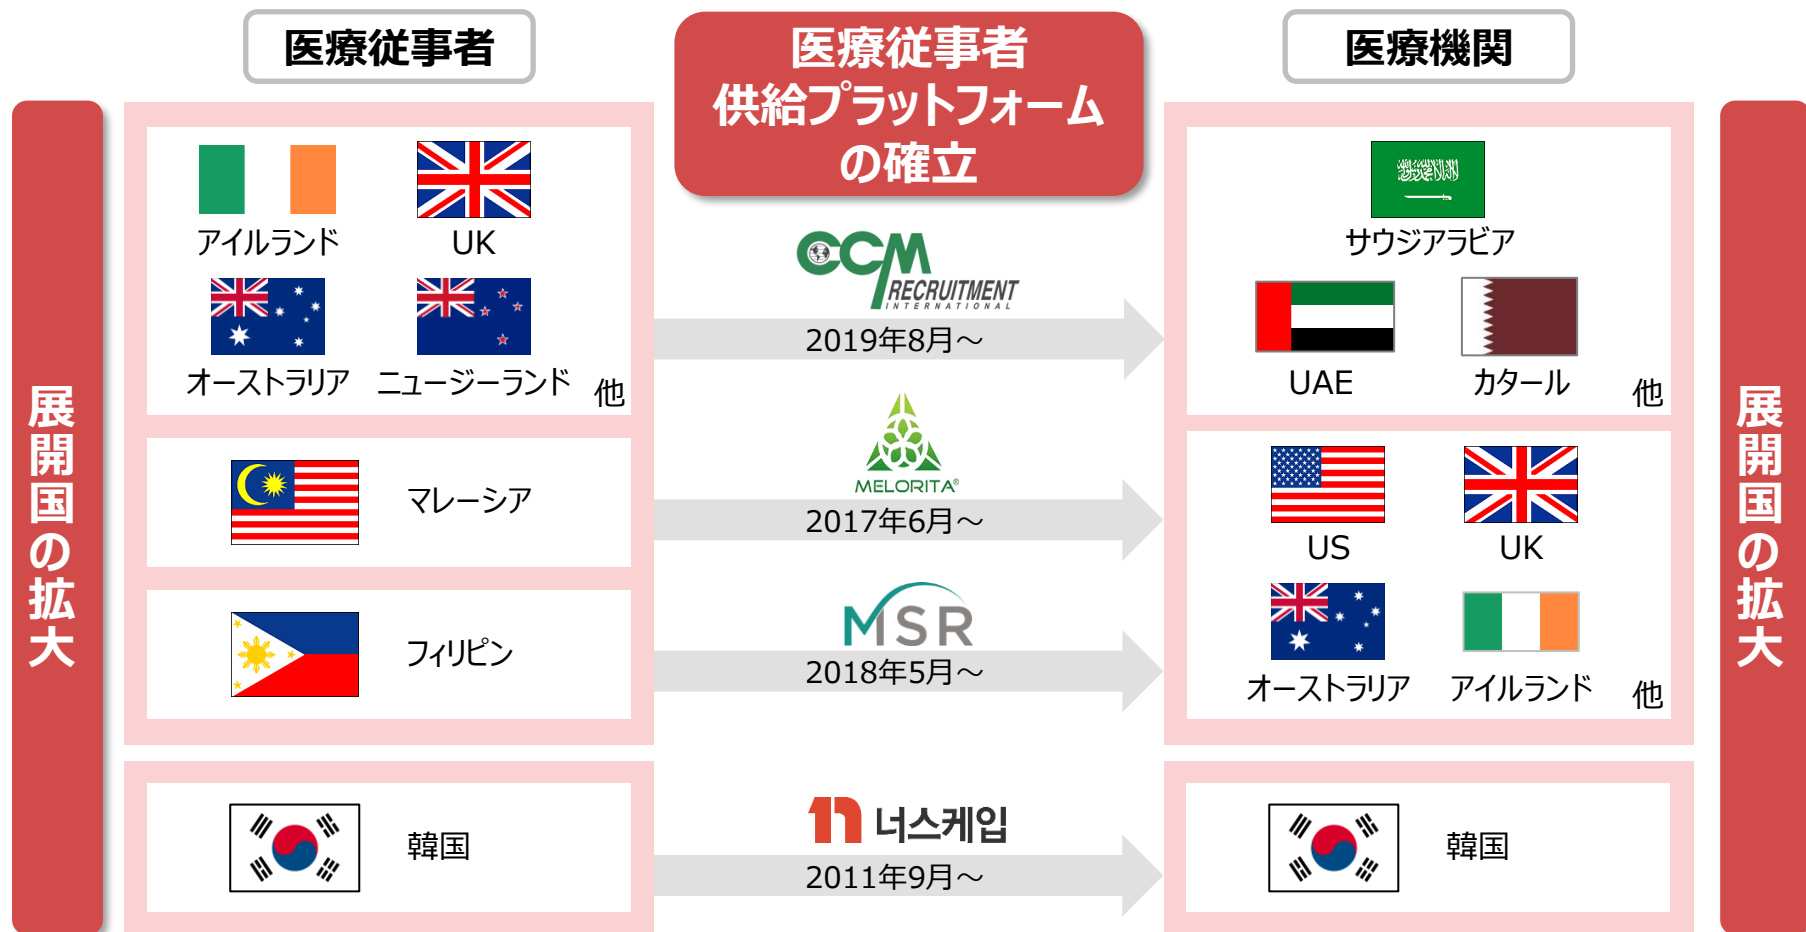 医療従事者
医療従事者
供給プラットフォーム
の確立
医療機関
展開国の拡大
アイルランド
UK
オーストラリア
ニュージーランド
他
マレーシア
フィリピン
韓国
CCM
RECRUITMENT
INTERNATIONAL
2019年8月～
MELORITA®
2017年6月～
MSR
2018年5月～
너스케입
2011年9月～
サウジアラビア
UAE
カタール
他
US
UK
オーストラリア
アイルランド
他
韓国
展開国の拡大